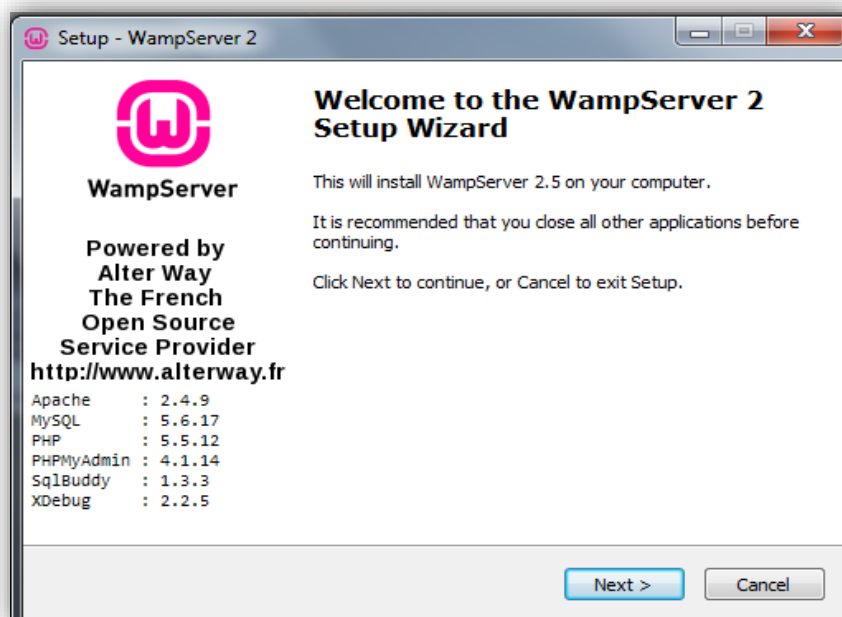 Setup - WampServer 2
WampServer
Powered by
Alter Way
The French
Open Source
Service Provider
http://www.alterway.fr
Apache : 2.4.9
MySQL : 5.6.17
PHP : 5.5.12
PHPMyAdmin : 4.1.14
SqlBuddy : 1.3.3
XDebug : 2.2.5
Welcome to the WampServer 2
Setup Wizard
This will install WampServer 2.5 on your computer.
It is recommended that you close all other applications before
continuing.
Click Next to continue, or Cancel to exit Setup.
Next >
Cancel